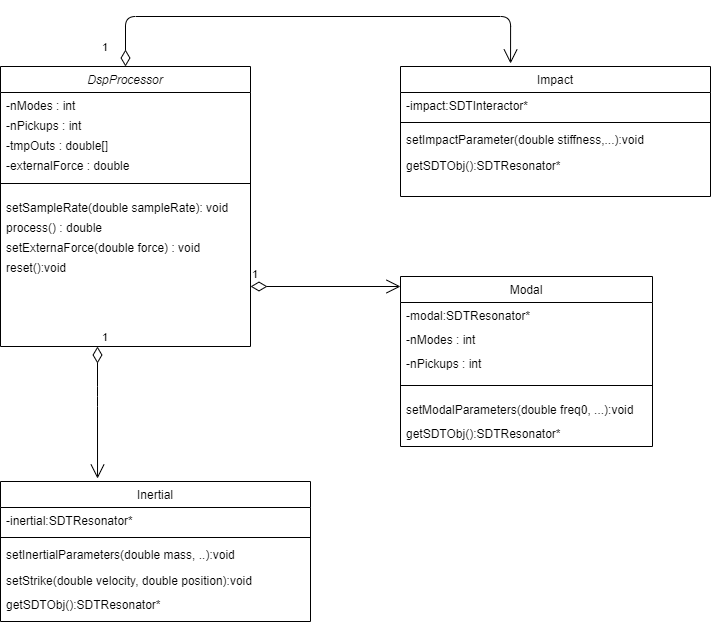 1
DspProcessor
-nModes : int
-nPickups : int
-tmpOuts : double[]
-externalForce : double
setSampleRate(double sampleRate): void
process() : double
setExternaForce(double force) : void
reset():void
1
1
Impact
-impact:SDTInteractor*
setImpactParameter(double stiffness,...):void
getSDTObj():SDTResonator*
Modal
-modal:SDTResonator*
-nModes : int
-nPickups : int
setModalParameters(double freq0, ...):void
getSDTObj():SDTResonator*
Inertial
-inertial:SDTResonator*
setInertialParameters(double mass, ..):void
setStrike(double velocity, double position):void
getSDTObj():SDTResonator*